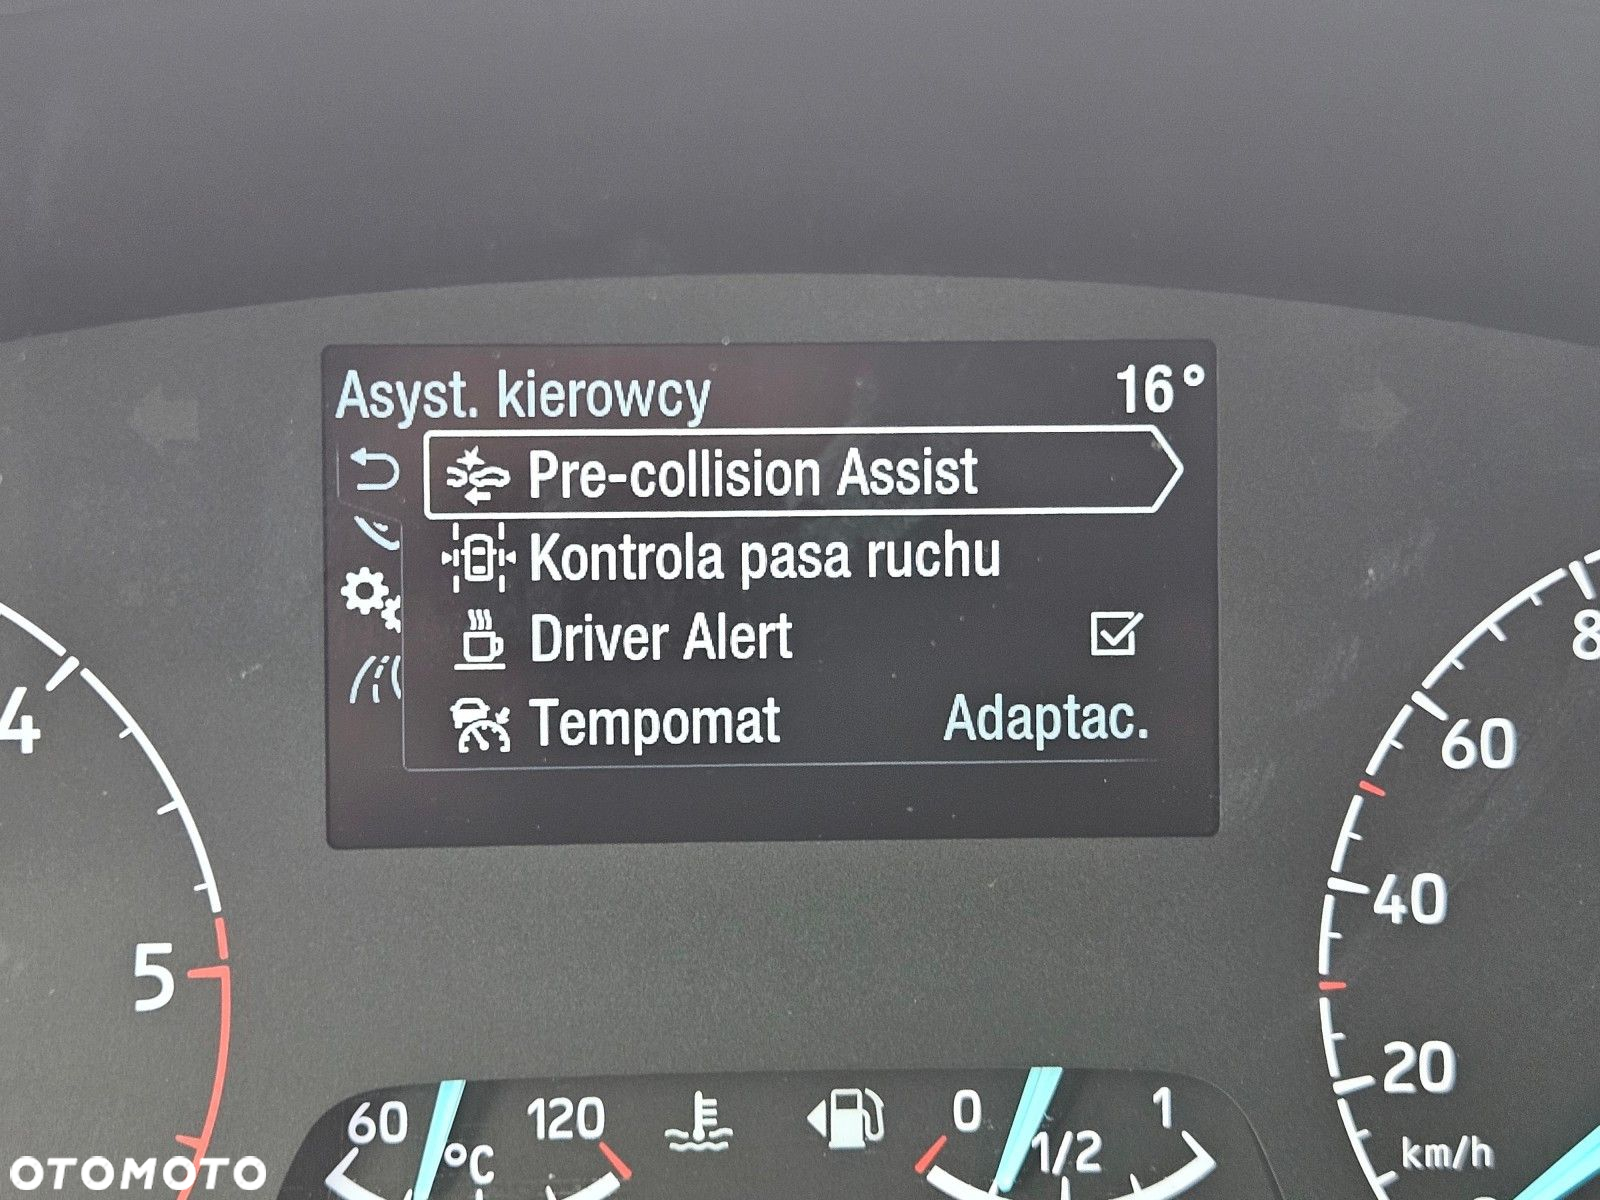 Asyst. kierowcy 16°
Pre-collision Assist
Kontrola pasa ruchu
Driver Alert
Tempomat Adaptac.
4
5
8
60
40
20
km/h
60 120 °C
0 1/2 1
OTOMOTO